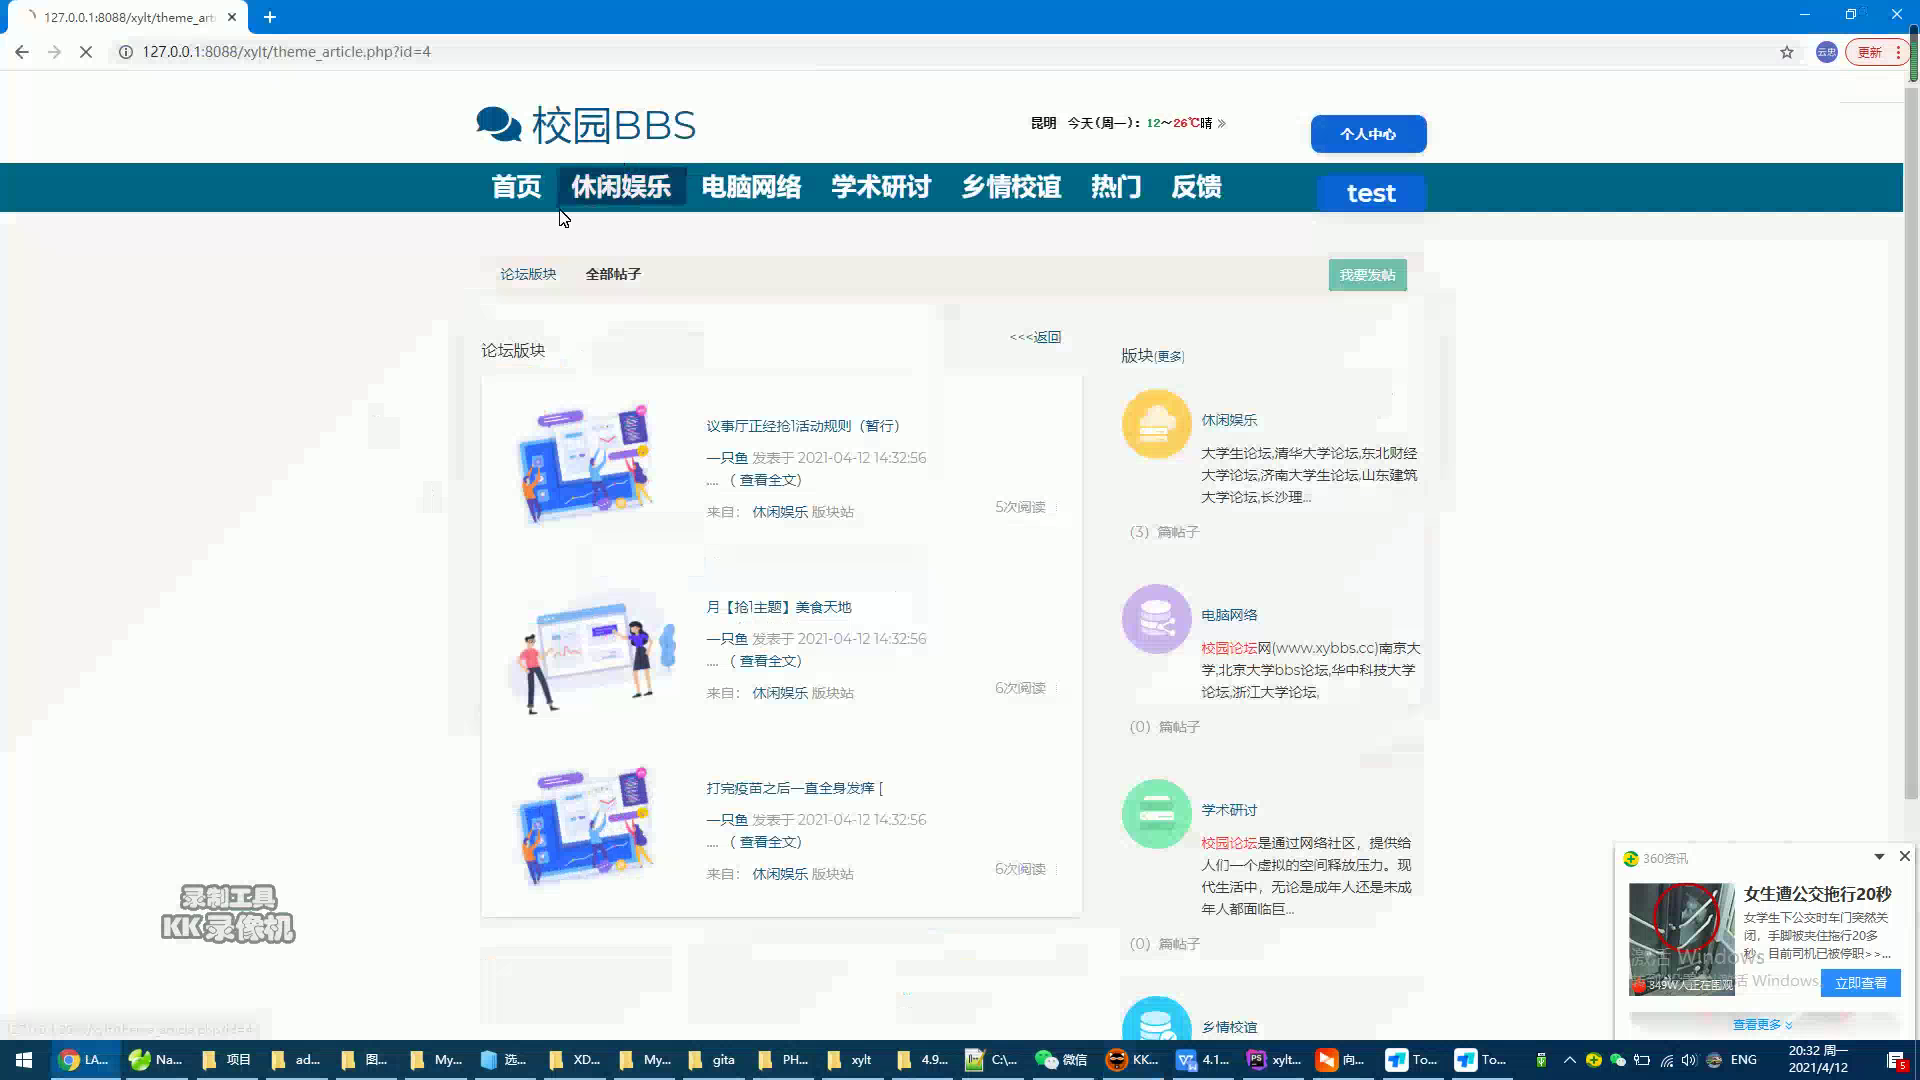 127.0.0.1:8088/xylt/theme_art
127.0.0.1:8088/xylt/theme_article.php?id=4
云忠
更新
校园BBS
昆明 今天(周一): 12～26℃晴
个人中心
首页 休闲娱乐 电脑网络 学术研讨 乡情校谊 热门 反馈
test
论坛版块 全部帖子
我要发帖
<<<返回
论坛版块
议事厅正经抢1活动规则（暂行）
一只鱼 发表于 2021-04-12 14:32:56
.... （ 查看全文）
来自： 休闲娱乐 版块站
5次阅读
月【抢1主题】美食天地
一只鱼 发表于 2021-04-12 14:32:56
.... （ 查看全文）
来自： 休闲娱乐 版块站
6次阅读
打完疫苗之后一直全身发痒 [
一只鱼 发表于 2021-04-12 14:32:56
.... （ 查看全文）
来自： 休闲娱乐 版块站
6次阅读
版块(更多)
休闲娱乐
大学生论坛,清华大学论坛,东北财经
大学论坛,济南大学生论坛,山东建筑
大学论坛,长沙理...
(3) 篇帖子
电脑网络
校园论坛网(www.xybbs.cc)南京大
学,北京大学bbs论坛,华中科技大学
论坛,浙江大学论坛,
(0) 篇帖子
学术研讨
校园论坛是通过网络社区，提供给
人们一个虚拟的空间释放压力。现
代生活中，无论是成年人还是未成
年人都面临巨...
(0) 篇帖子
乡情校谊
录制工具
KK录像机
360资讯
女生遭公交拖行20秒
女学生下公交时车门突然关
闭，手脚被夹住拖行20多
秒。目前司机已被停职>>...
349W人正在围观
激活 Windows
立即查看
查看更多
LA...
Na...
项目
ad...
图...
My...
选...
XD...
My...
gita
PH...
xylt
4.9...
C:\...
微信
KK...
4.1...
xylt...
向...
To...
To...
ENG
20:32 周一
2021/4/12
5